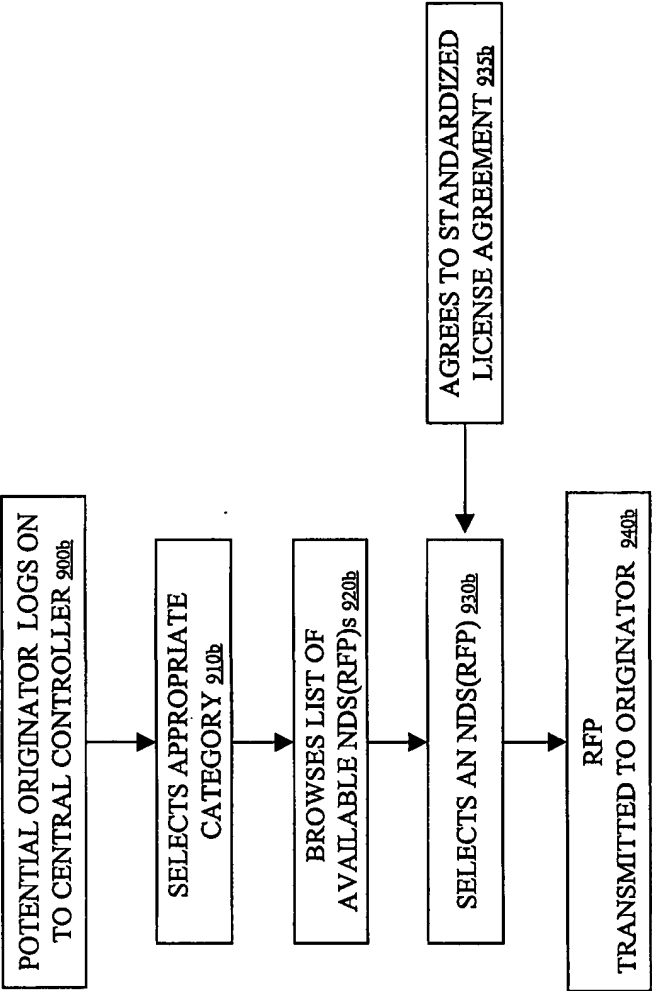 POTENTIAL ORIGINATOR LOGS ON
TO CENTRAL CONTROLLER 900b
SELECTS APPROPRIATE
CATEGORY 910b
BROWSES LIST OF
AVAILABLE NDS(RFP)s 920b
SELECTS AN NDS(RFP) 930b
AGREES TO STANDARDIZED
LICENSE AGREEMENT 935b
RFP
TRANSMITTED TO ORIGINATOR 940b